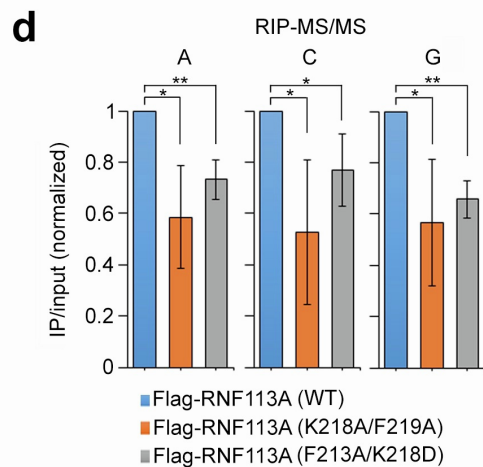 d
RIP-MS/MS
A C G
** * **
* * *
IP/input (normalized)
1
0.8
0.6
0.4
0.2
0
Flag-RNF113A (WT)
Flag-RNF113A (K218A/F219A)
Flag-RNF113A (F213A/K218D)